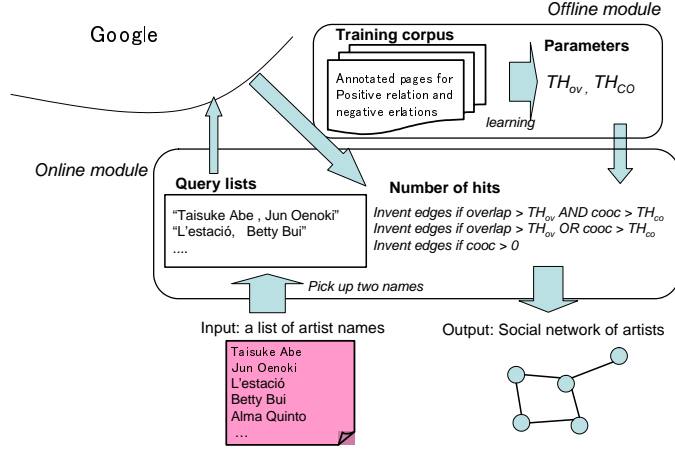 Offline module
Google
Training corpus
Annotated pages for
Positive relation and
negative erlations
learning
Parameters
TH_ov , TH_CO
Online module
Query lists
“Taisuke Abe , Jun Oenoki”
“L’estació,   Betty Bui”
....
Number of hits
Invent edges if overlap > TH_ov AND cooc > TH_co
Invent edges if overlap > TH_ov OR cooc > TH_co
Invent edges if cooc > 0
Pick up two names
Input: a list of artist names
Taisuke Abe
Jun Oenoki
L’estació
Betty Bui
Alma Quinto
…
Output: Social network of artists